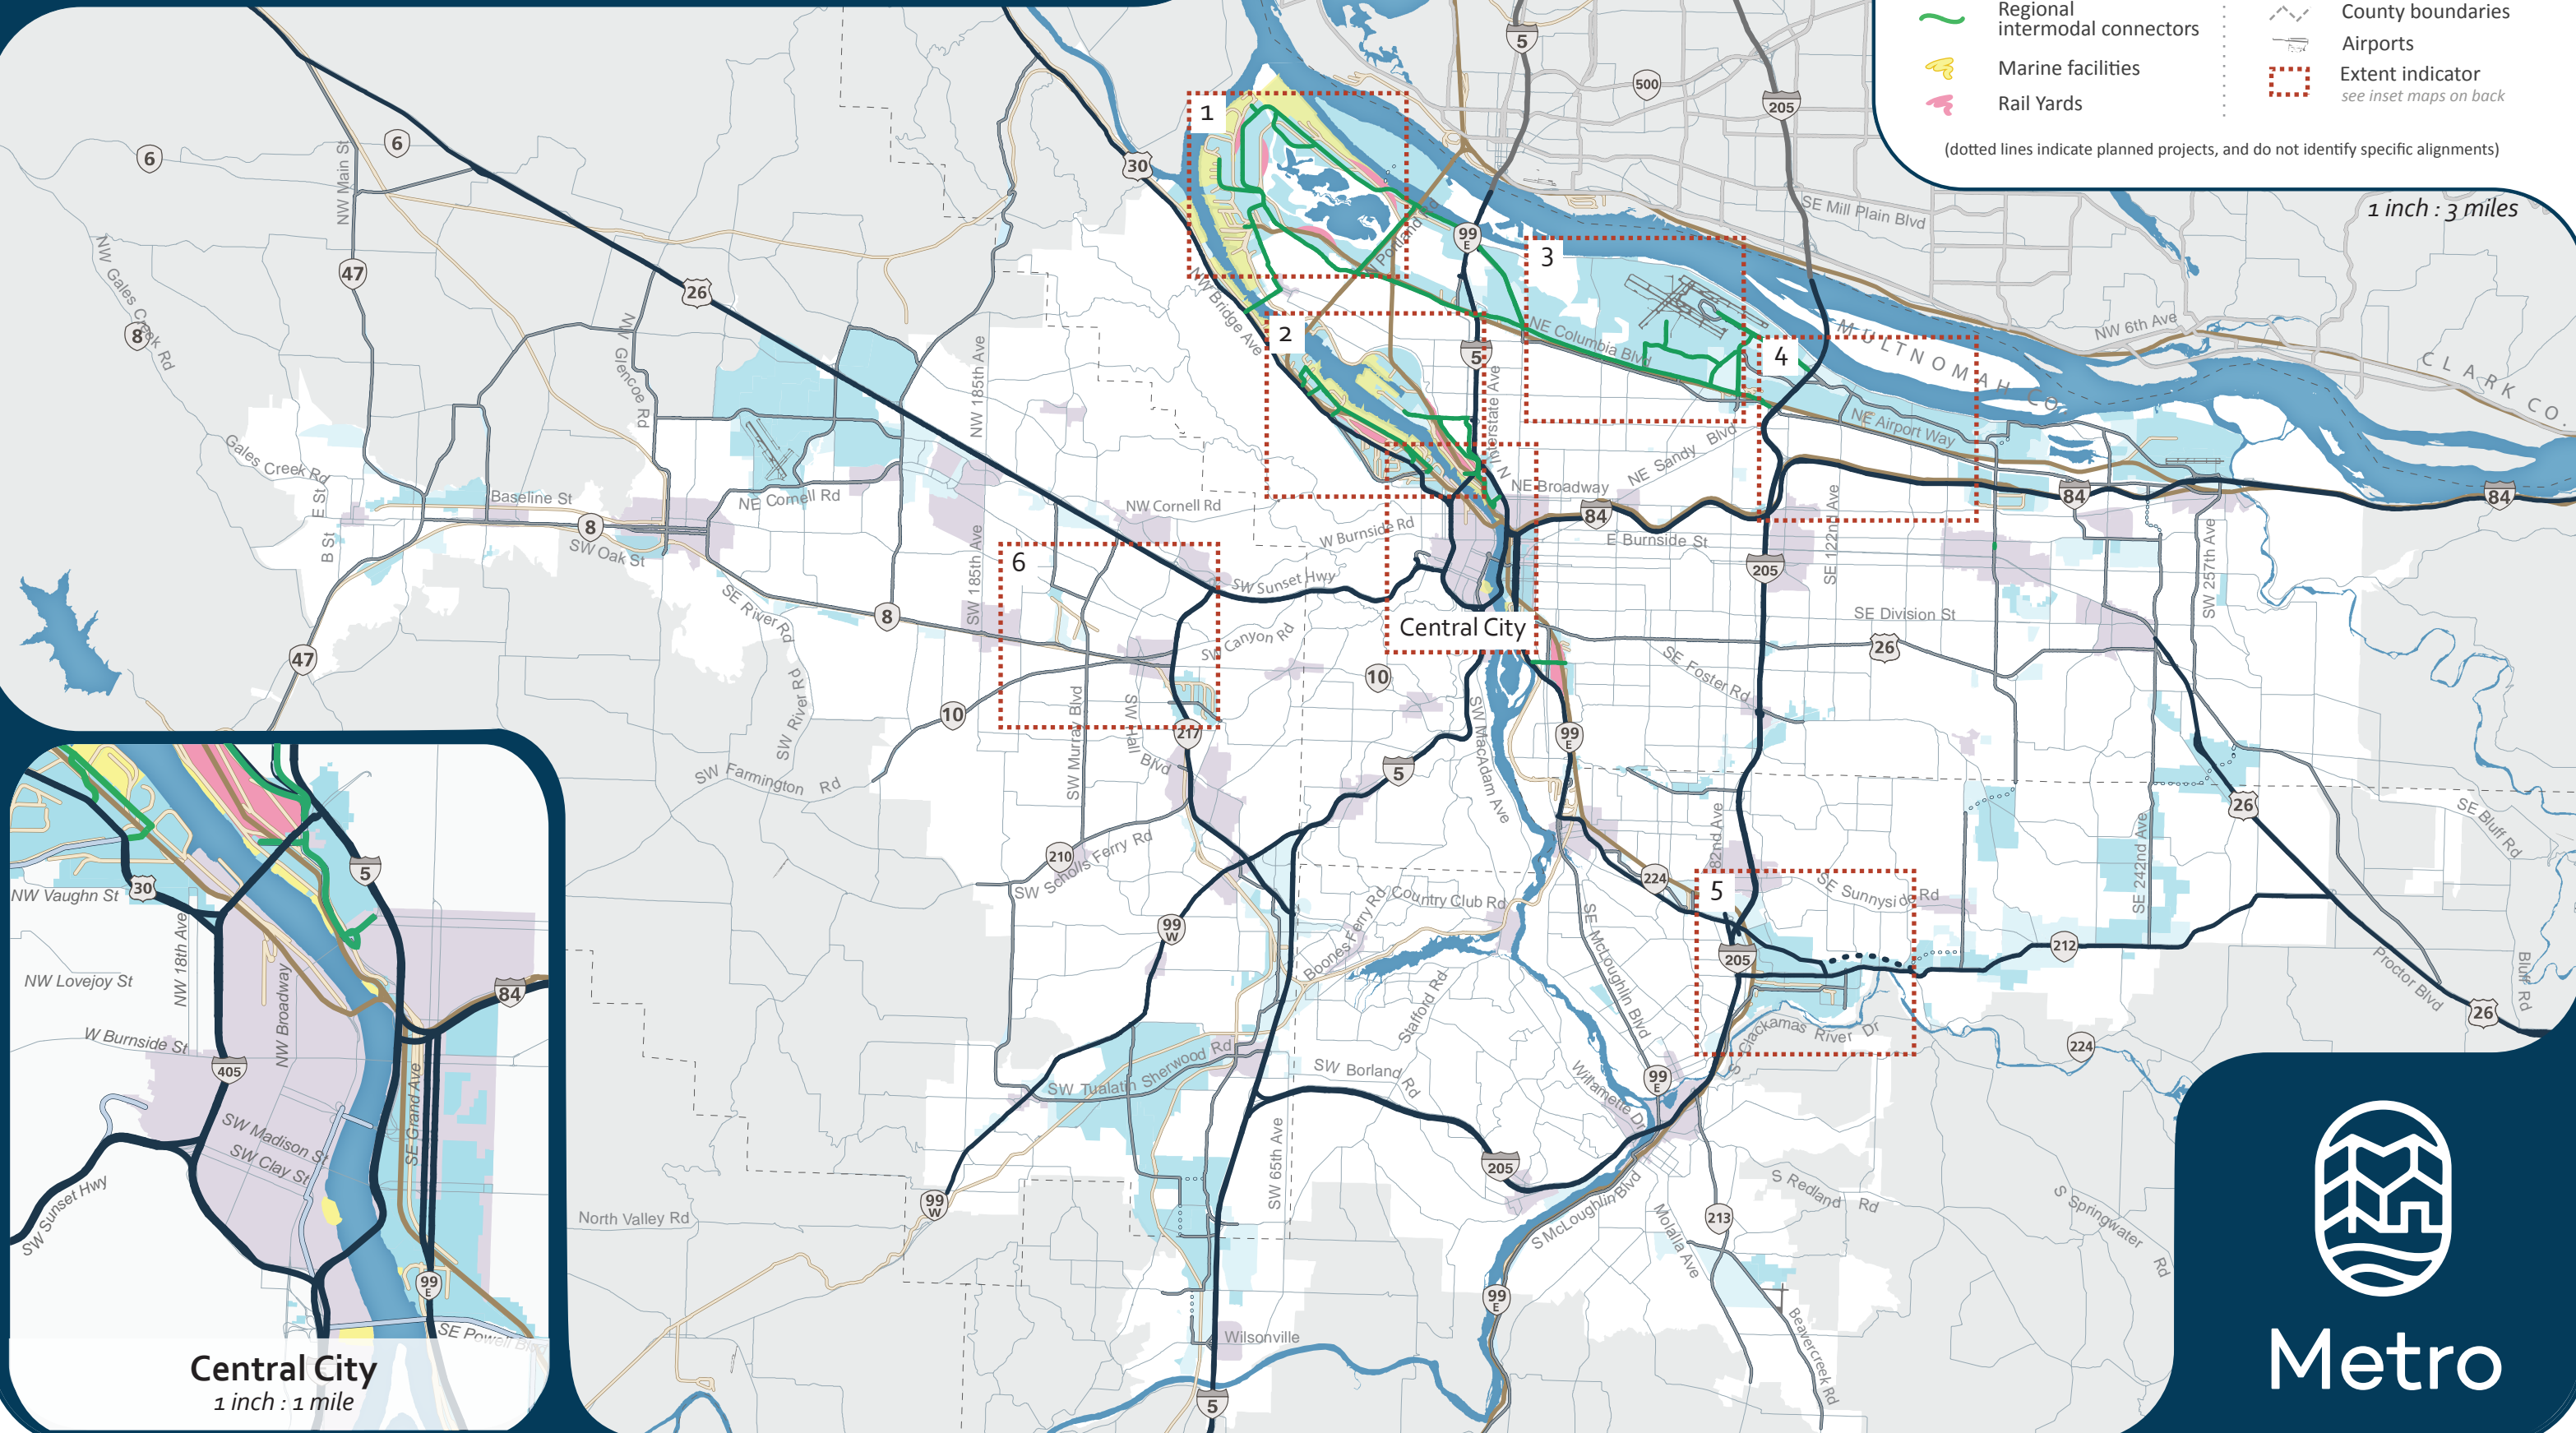 Regional
intermodal connectors
Marine facilities
Rail Yards
County boundaries
Airports
Extent indicator
see inset maps on back
(dotted lines indicate planned projects, and do not identify specific alignments)
1 inch : 3 miles
5
500
205
6
6
NW Main St
30
1
SE Mill Plain Blvd
N Portland Rd
99
E
3
47
26
NW Gales Creek Rd
8
NW Glencoe Rd
NW Bridge Ave
MULTNOMAH CO.
NW 6th Ave
CLARK CO.
2
5
NE Columbia Blvd
4
NW 185th Ave
N Interstate Ave
NE Airport Way
Gales Creek Rd
E St
B St
Baseline St
8
SW Oak St
NE Cornell Rd
NW Cornell Rd
W Burnside Rd
NE Broadway
NE Sandy Blvd
84
E Burnside St
SE 122nd Ave
84
84
205
SW 257th Ave
6
SW 185th Ave
SW Sunset Hwy
Central City
SE Division St
26
SE River Rd
8
SW Canyon Rd
10
SE Foster Rd
47
SW River Rd
10
SW Murray Blvd
SW Hall Blvd
217
SW MacAdam Ave
99
E
SW Farmington Rd
5
26
SE Bluff Rd
82nd Ave
SE 242nd Ave
210
SW Scholls Ferry Rd
224
5
SE Sunnyside Rd
99
W
Country Club Rd
Boones Ferry Rd
SE McLoughlin Blvd
205
212
Proctor Blvd
Bluff Rd
26
Stafford Rd
S Clackamas River Dr
224
SW Tualatin Sherwood Rd
SW Borland Rd
Willamette Dr
99
E
SW 65th Ave
205
99
W
North Valley Rd
S McLoughlin Blvd
Molalla Ave
213
S Redland Rd
S Springwater Rd
99
E
Beavercreek Rd
Wilsonville
5
5
30
NW Vaughn St
NW 18th Ave
NW Lovejoy St
NW Broadway
84
W Burnside St
405
SE Grand Ave
SW Madison St
SW Clay St
SW Sunset Hwy
99
E
SE Powell Blvd
Central City
1 inch : 1 mile
Metro